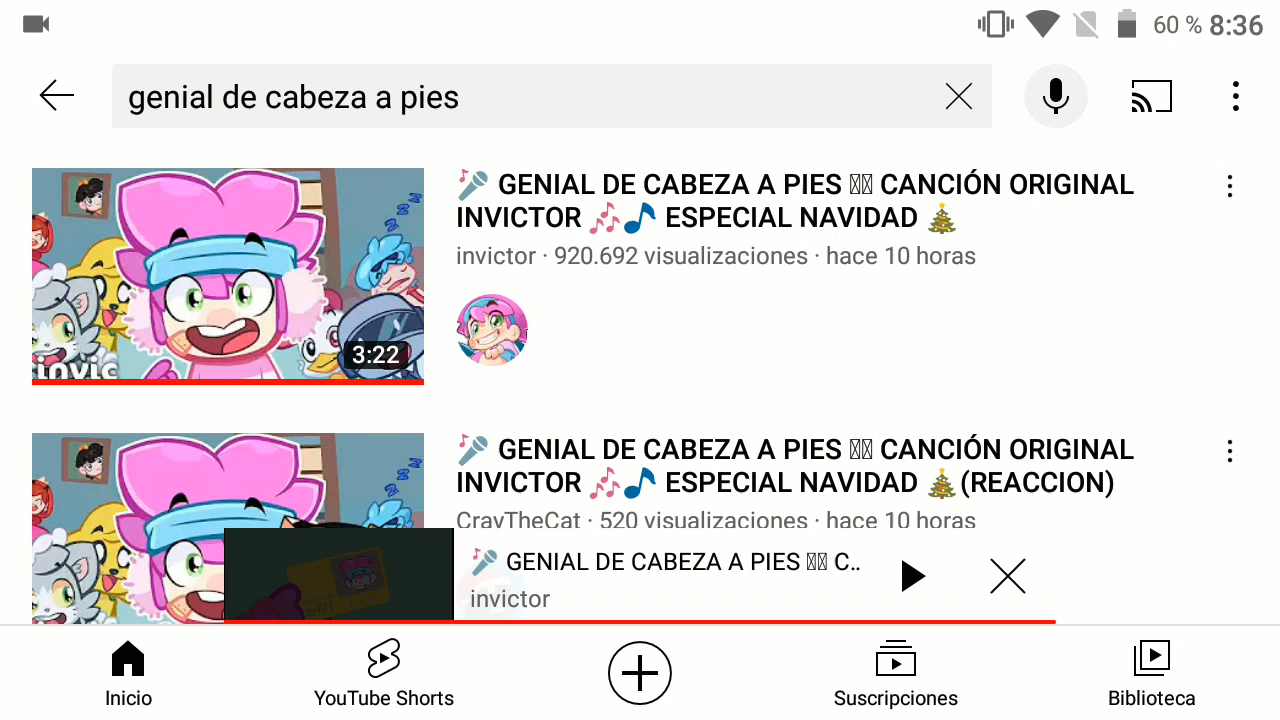 60 % 8:36
genial de cabeza a pies
🎤 GENIAL DE CABEZA A PIES CANCIÓN ORIGINAL
INVICTOR 🎶🎵 ESPECIAL NAVIDAD 🎄
invictor · 920.692 visualizaciones · hace 10 horas
3:22
invic
🎤 GENIAL DE CABEZA A PIES CANCIÓN ORIGINAL
INVICTOR 🎶🎵 ESPECIAL NAVIDAD 🎄(REACCION)
CrayTheCat · 520 visualizaciones · hace 10 horas
🎤 GENIAL DE CABEZA A PIES C..
invictor
Inicio
YouTube Shorts
Suscripciones
Biblioteca